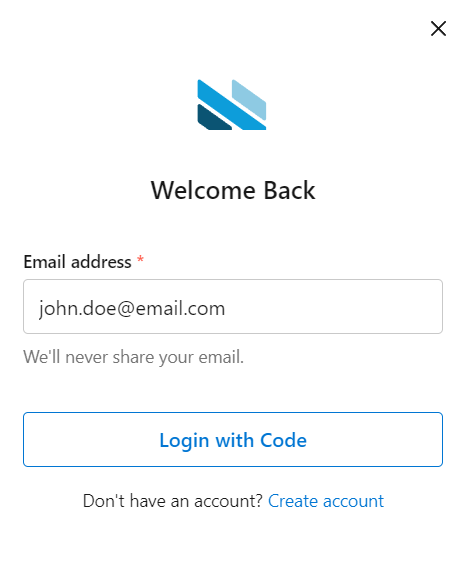 Welcome Back
Email address *
john.doe@email.com
We'll never share your email.
Login with Code
Don't have an account? Create account